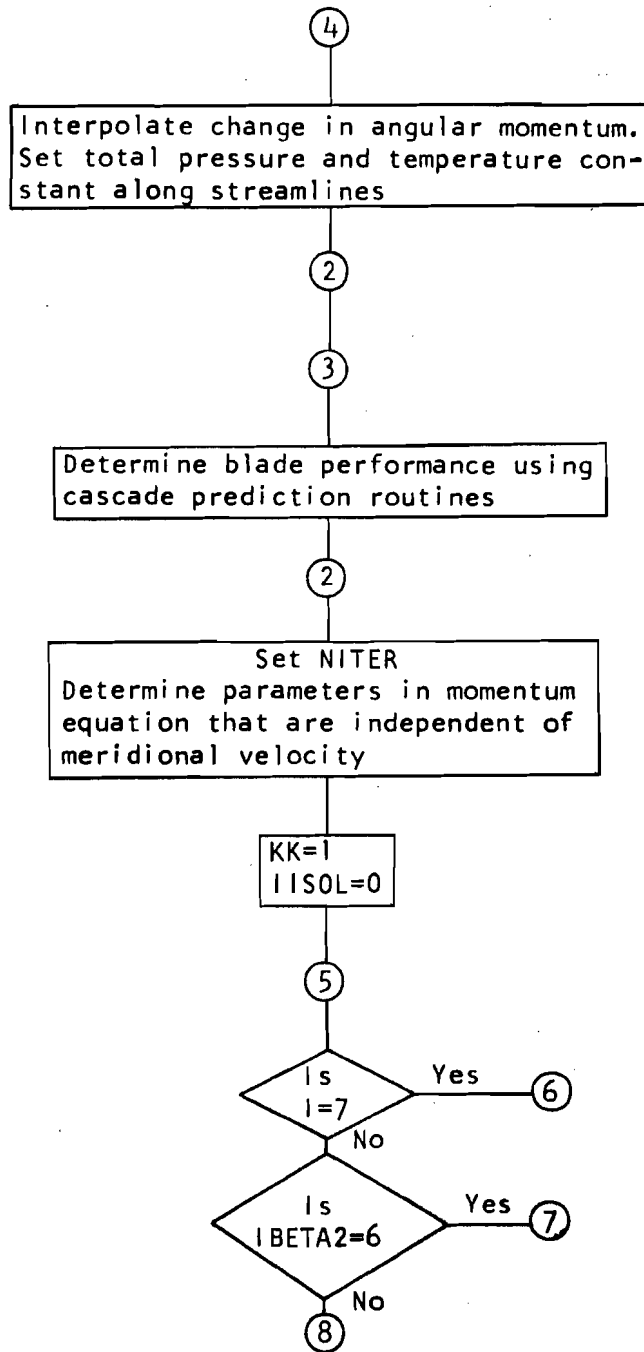 4
Interpolate change in angular momentum.
Set total pressure and temperature con-
stant along streamlines
2
3
Determine blade performance using
cascade prediction routines
2
Set NITER
Determine parameters in momentum
equation that are independent of
meridional velocity
KK=1
IISOL=0
5
Is
I=7
Yes
6
No
Is
IBETA2=6
Yes
7
No
8